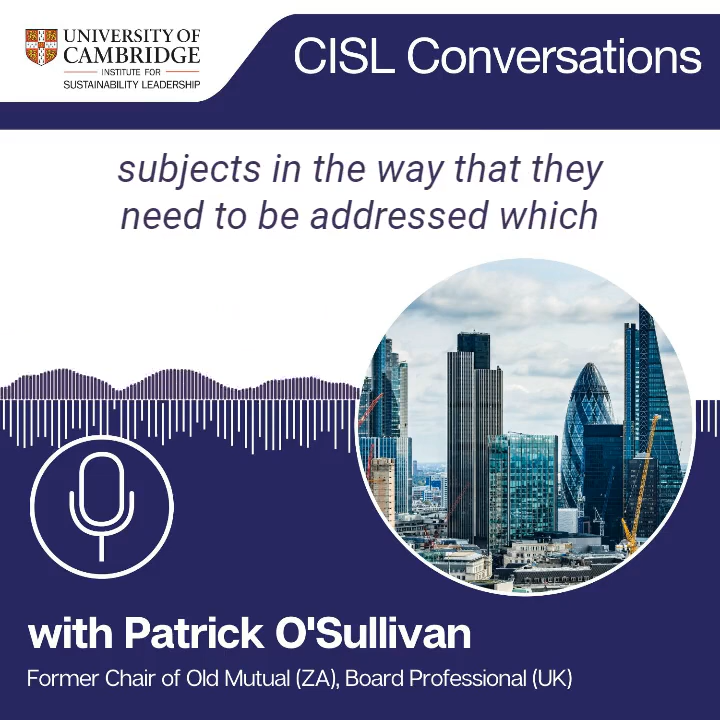 UNIVERSITY OF
CAMBRIDGE
INSTITUTE FOR
SUSTAINABILITY LEADERSHIP
CISL Conversations
subjects in the way that they
need to be addressed which
with Patrick O'Sullivan
Former Chair of Old Mutual (ZA), Board Professional (UK)